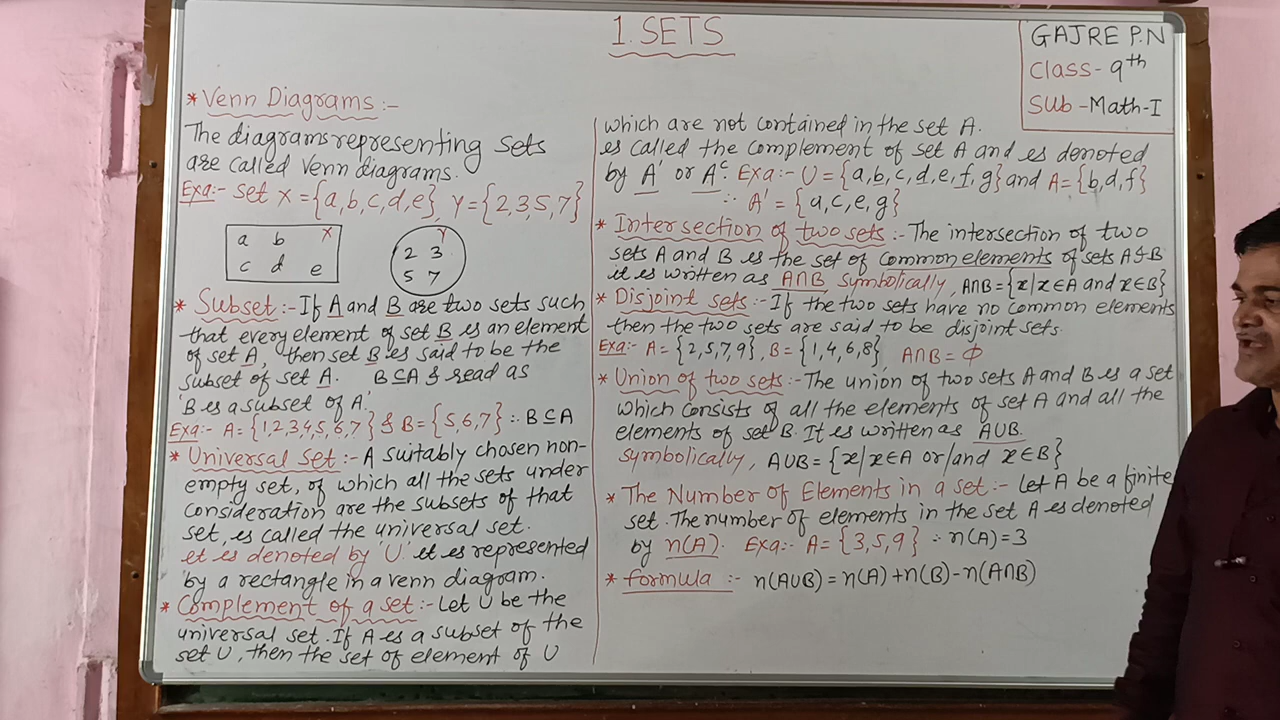 1. SETS
GAJRE P.N
Class- 9th
Sub - Math-I
* Venn Diagrams :-
The diagrams representing sets
are called Venn diagrams.
Exa:- Set X = {a,b,c,d,e}, Y = {2,3,5,7}
a b X
c d e
Y
2 3
5 7
* Subset :- If A and B are two sets such
that every element of set B is an element
of set A, then set B is said to be the
subset of set A. B⊆A & read as
'B is a subset of A'.
Exa:- A = {1,2,3,4,5,6,7} & B = {5,6,7} ∴ B⊆A
* Universal set :- A suitably chosen non-
empty set, of which all the sets under
consideration are the subsets of that
set, is called the universal set.
it is denoted by 'U'. it is represented
by a rectangle in a venn diagram.
* Complement of a set :- Let U be the
universal set. If A is a subset of the
set U, then the set of element of U
which are not contained in the set A.
is called the complement of set A and is denoted
by A' or Aᶜ. Exa:- U = {a,b,c,d,e,f,g} and A = {b,d,f}
∴ A' = {a,c,e,g}
* Intersection of two sets :- The intersection of two
sets A and B is the set of common elements of sets A & B
it is written as A∩B symbolically, A∩B = {x/x∈A and x∈B}
* Disjoint sets :- If the two sets have no common elements
then the two sets are said to be disjoint sets.
Exa:- A = {2,5,7,9}, B = {1,4,6,8} A∩B = ϕ
* Union of two sets :- The union of two sets A and B is a set
which consists of all the elements of set A and all the
elements of set B. It is written as A∪B.
symbolically, A∪B = {x/x∈A or/and x∈B}
* The Number of Elements in a set :- Let A be a finite
set. The number of elements in the set A is denoted
by n(A). Exa:- A = {3,5,9} ∴ n(A) = 3
* formula :- n(A∪B) = n(A) + n(B) - n(A∩B)